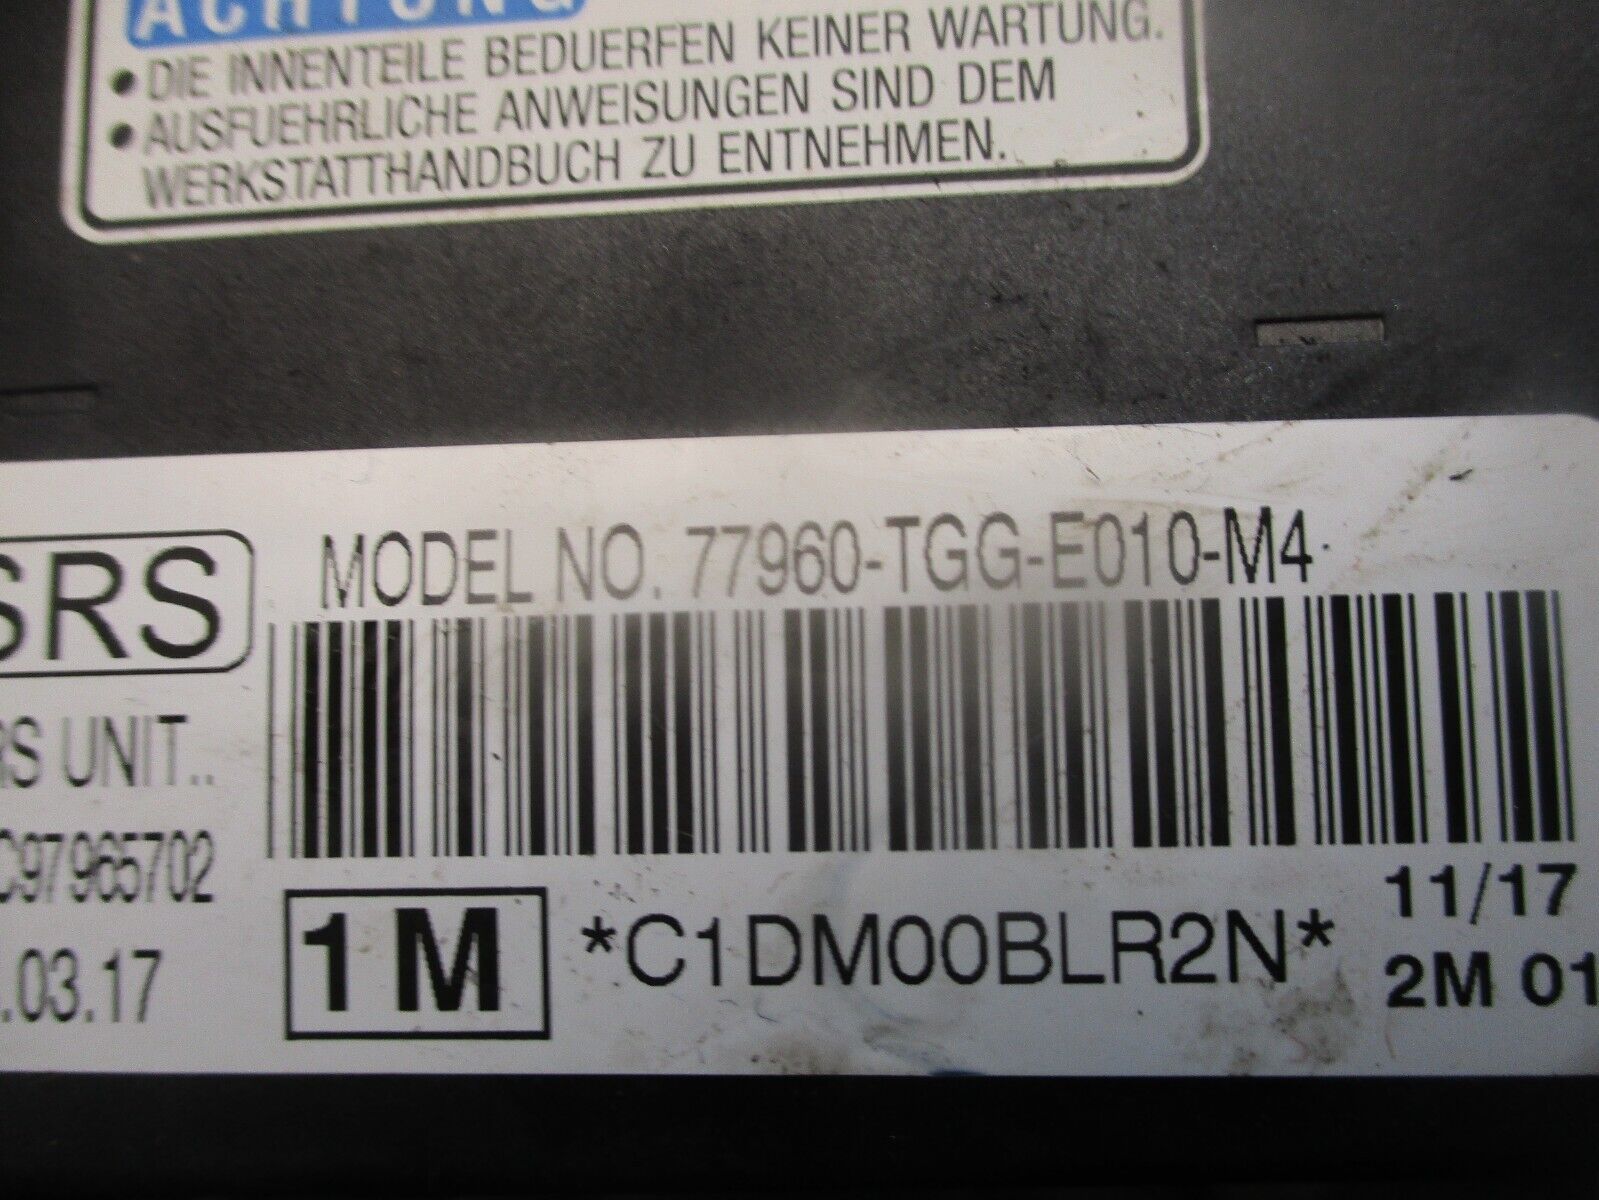 ACHTUNG
• DIE INNENTEILE BEDUERFEN KEINER WARTUNG.
• AUSFUEHRLICHE ANWEISUNGEN SIND DEM
WERKSTATTHANDBUCH ZU ENTNEHMEN.
SRS
MODEL NO. 77960-TGG-E010-M4
RS UNIT..
C97965702
.03.17
1M
*C1DM00BLR2N*
11/17
2M 01